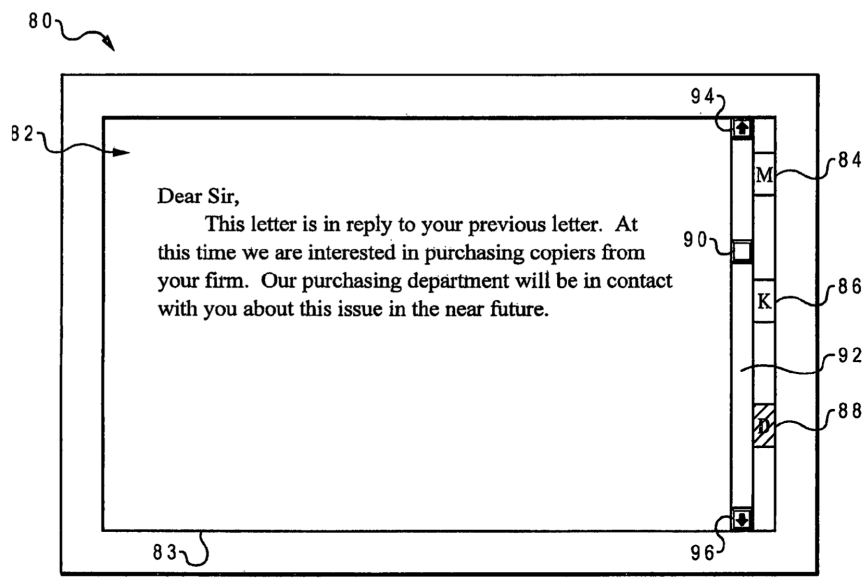 80
94
82
84
M
Dear Sir,
This letter is in reply to your previous letter. At
this time we are interested in purchasing copiers from
your firm. Our purchasing department will be in contact
with you about this issue in the near future.
90
86
K
92
88
D
83
96